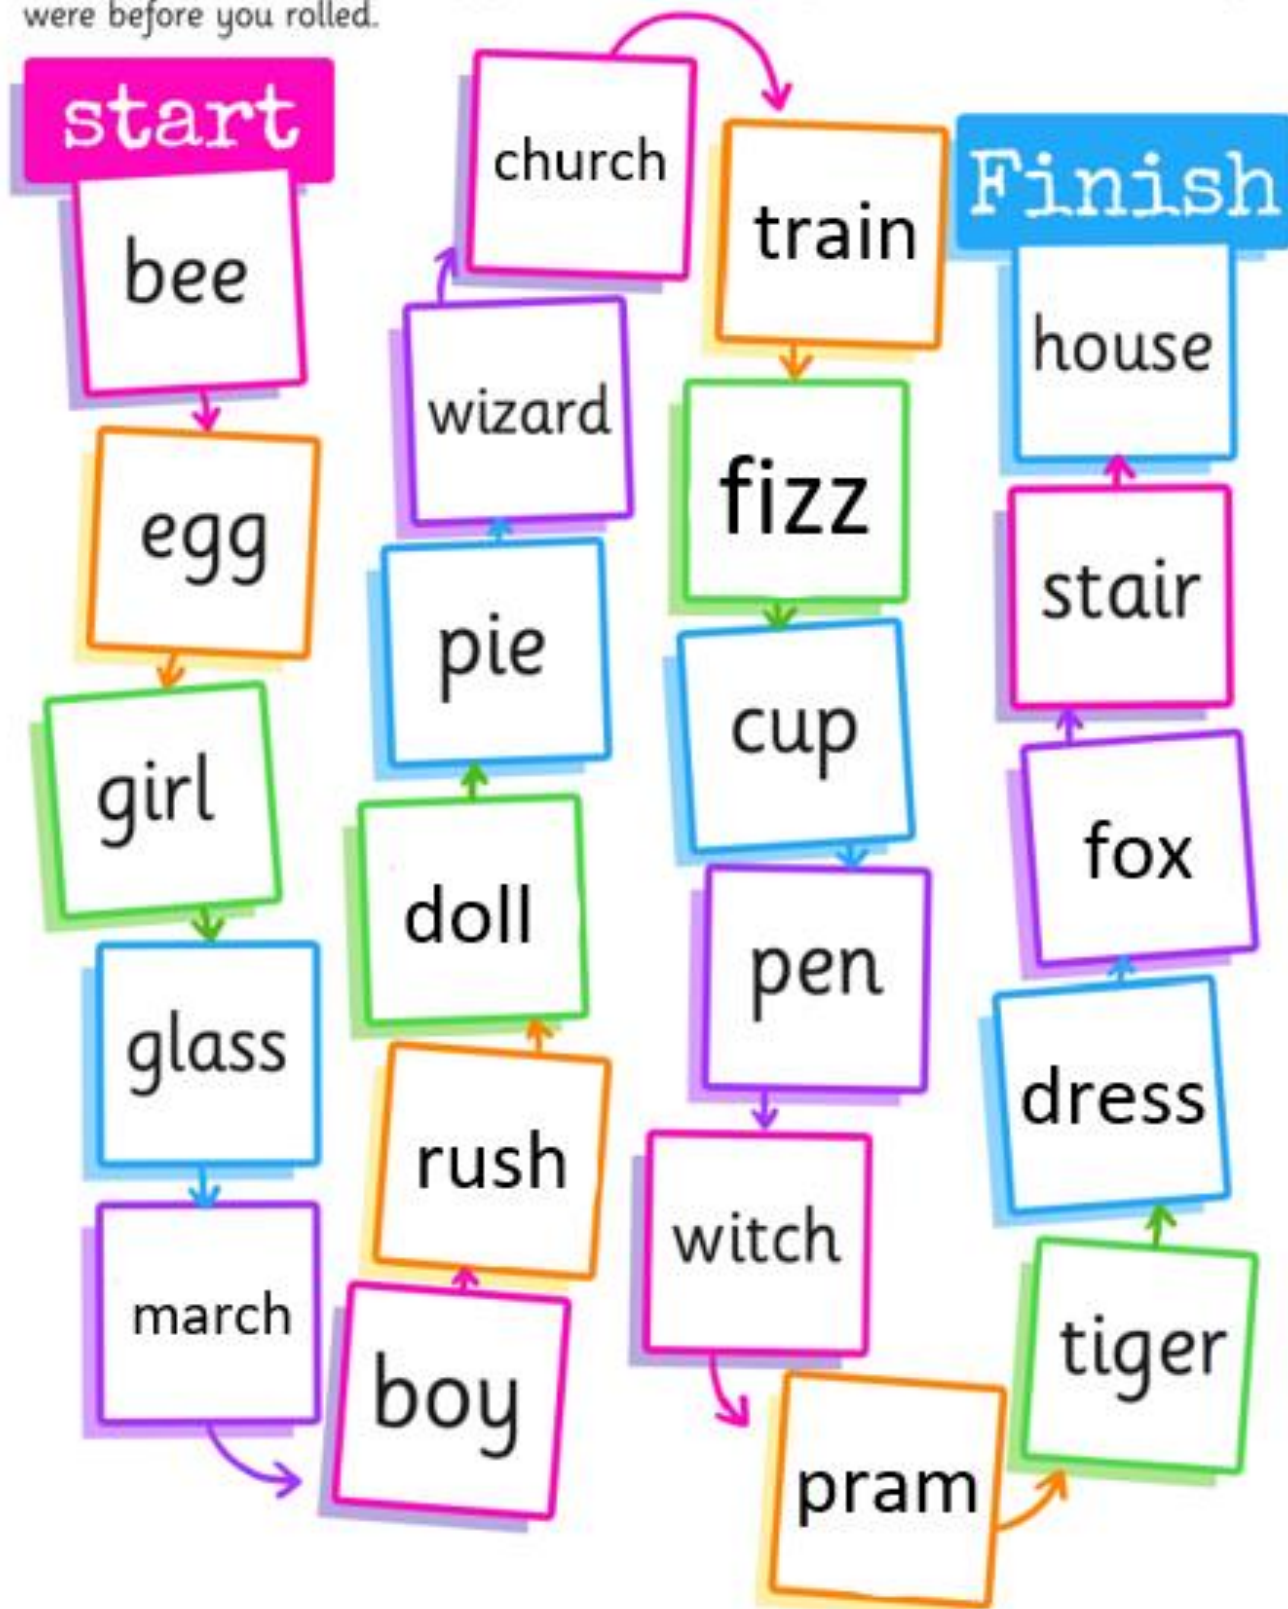 were before you rolled.
start
bee
egg
girl
glass
march
boy
rush
doll
pie
wizard
church
train
fizz
cup
pen
witch
pram
tiger
dress
fox
stair
house
Finish